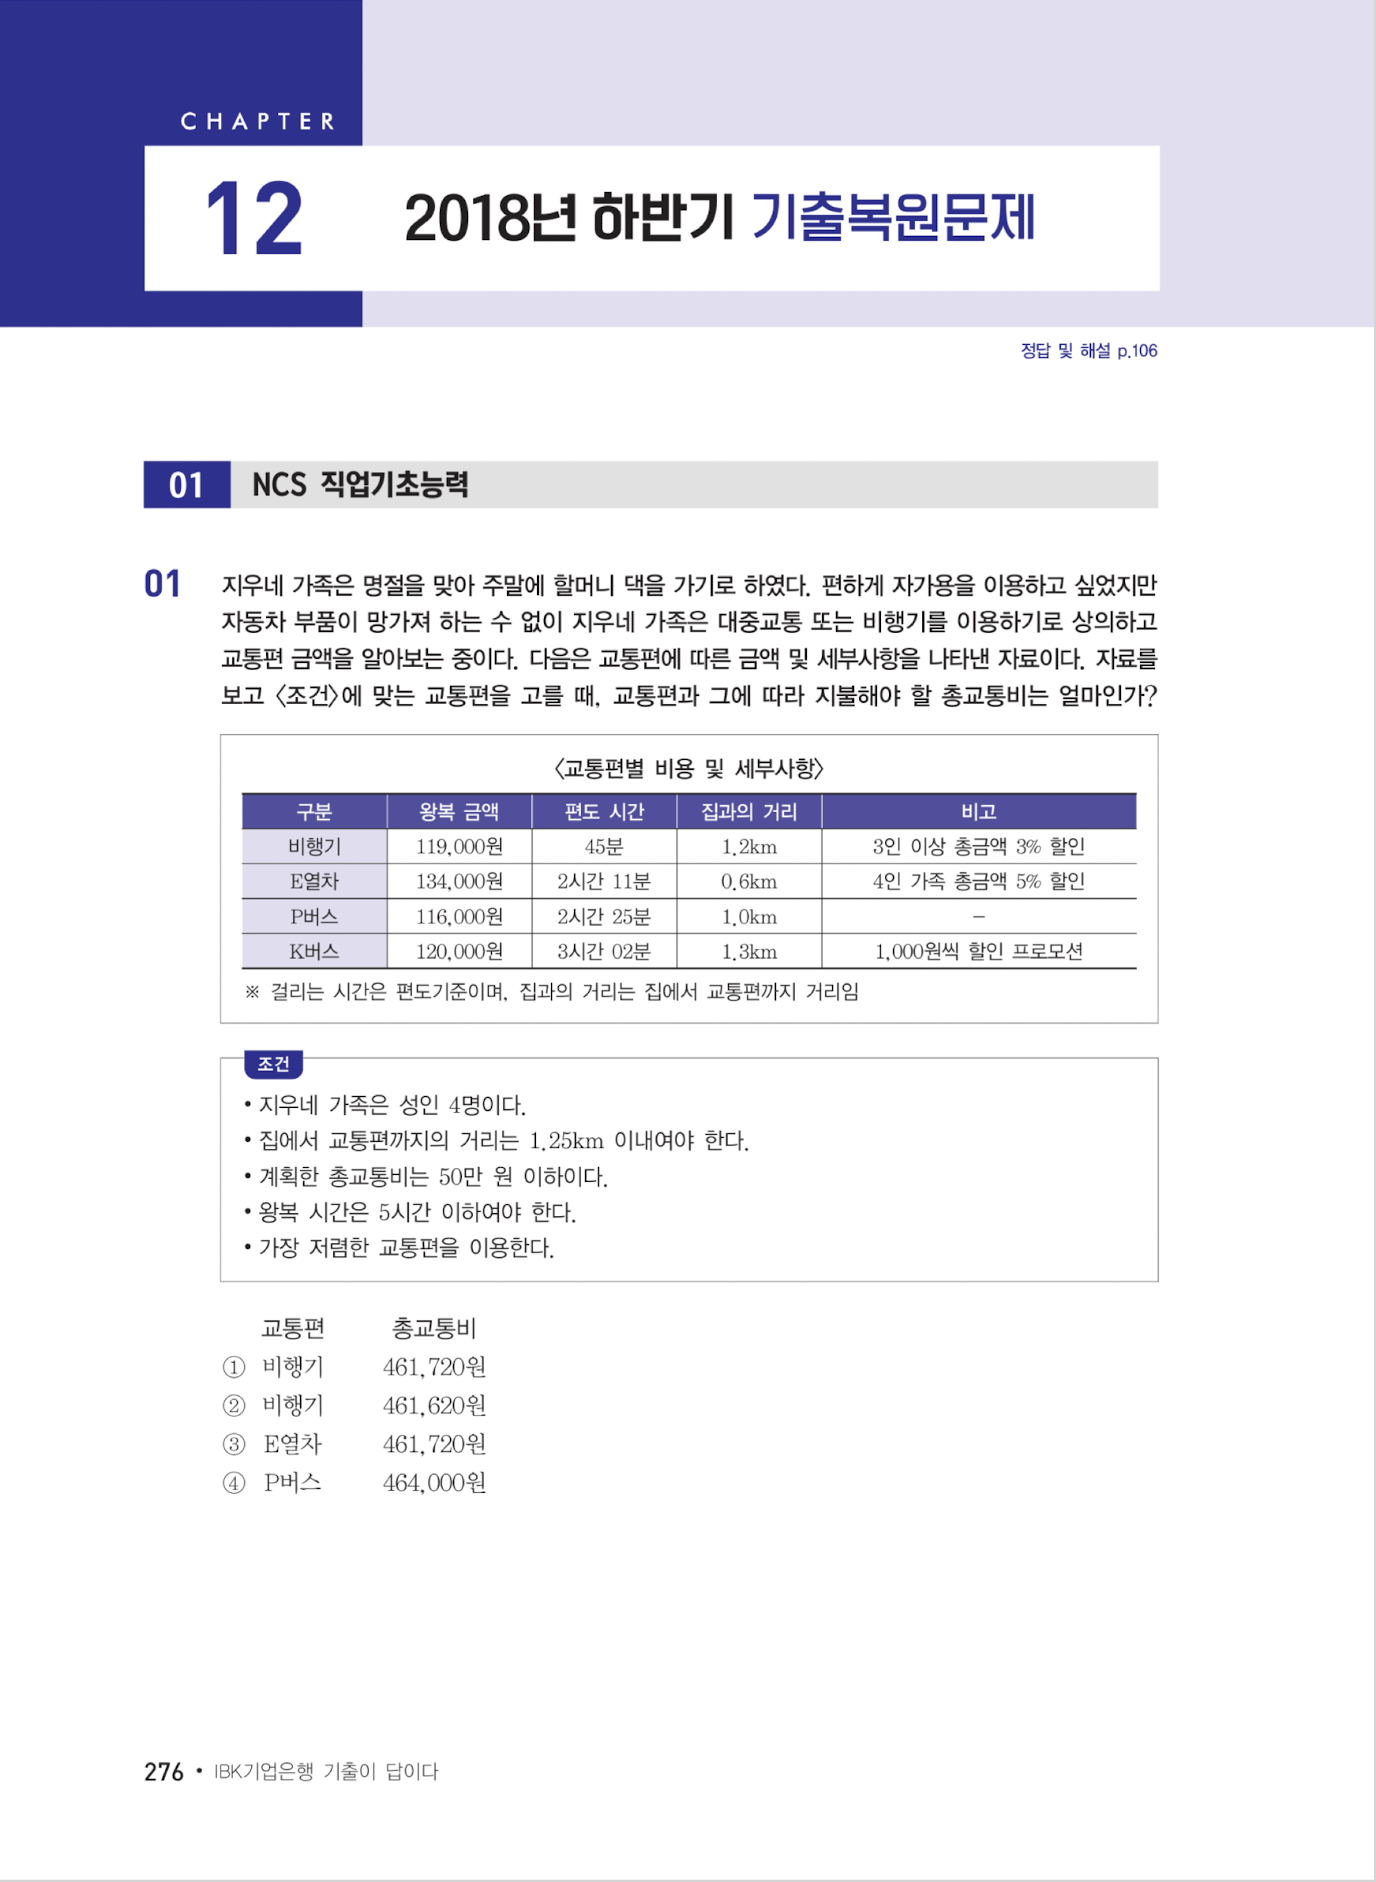 CHAPTER
12 2018년 하반기 기출복원문제
정답 및 해설 p.106
01 NCS 직업기초능력
01 지우네 가족은 명절을 맞아 주말에 할머니 댁을 가기로 하였다. 편하게 자가용을 이용하고 싶었지만
자동차 부품이 망가져 하는 수 없이 지우네 가족은 대중교통 또는 비행기를 이용하기로 상의하고
교통편 금액을 알아보는 중이다. 다음은 교통편에 따른 금액 및 세부사항을 나타낸 자료이다. 자료를
보고 〈조건〉에 맞는 교통편을 고를 때, 교통편과 그에 따라 지불해야 할 총교통비는 얼마인가?
〈교통편별 비용 및 세부사항〉
구분 왕복 금액 편도 시간 집과의 거리 비고
비행기 119,000원 45분 1.2km 3인 이상 총금액 3% 할인
E열차 134,000원 2시간 11분 0.6km 4인 가족 총금액 5% 할인
P버스 116,000원 2시간 25분 1.0km –
K버스 120,000원 3시간 02분 1.3km 1,000원씩 할인 프로모션
※ 걸리는 시간은 편도기준이며, 집과의 거리는 집에서 교통편까지 거리임
조건
• 지우네 가족은 성인 4명이다.
• 집에서 교통편까지의 거리는 1.25km 이내여야 한다.
• 계획한 총교통비는 50만 원 이하이다.
• 왕복 시간은 5시간 이하여야 한다.
• 가장 저렴한 교통편을 이용한다.
교통편 총교통비
① 비행기 461,720원
② 비행기 461,620원
③ E열차 461,720원
④ P버스 464,000원
276 • IBK기업은행 기출이 답이다